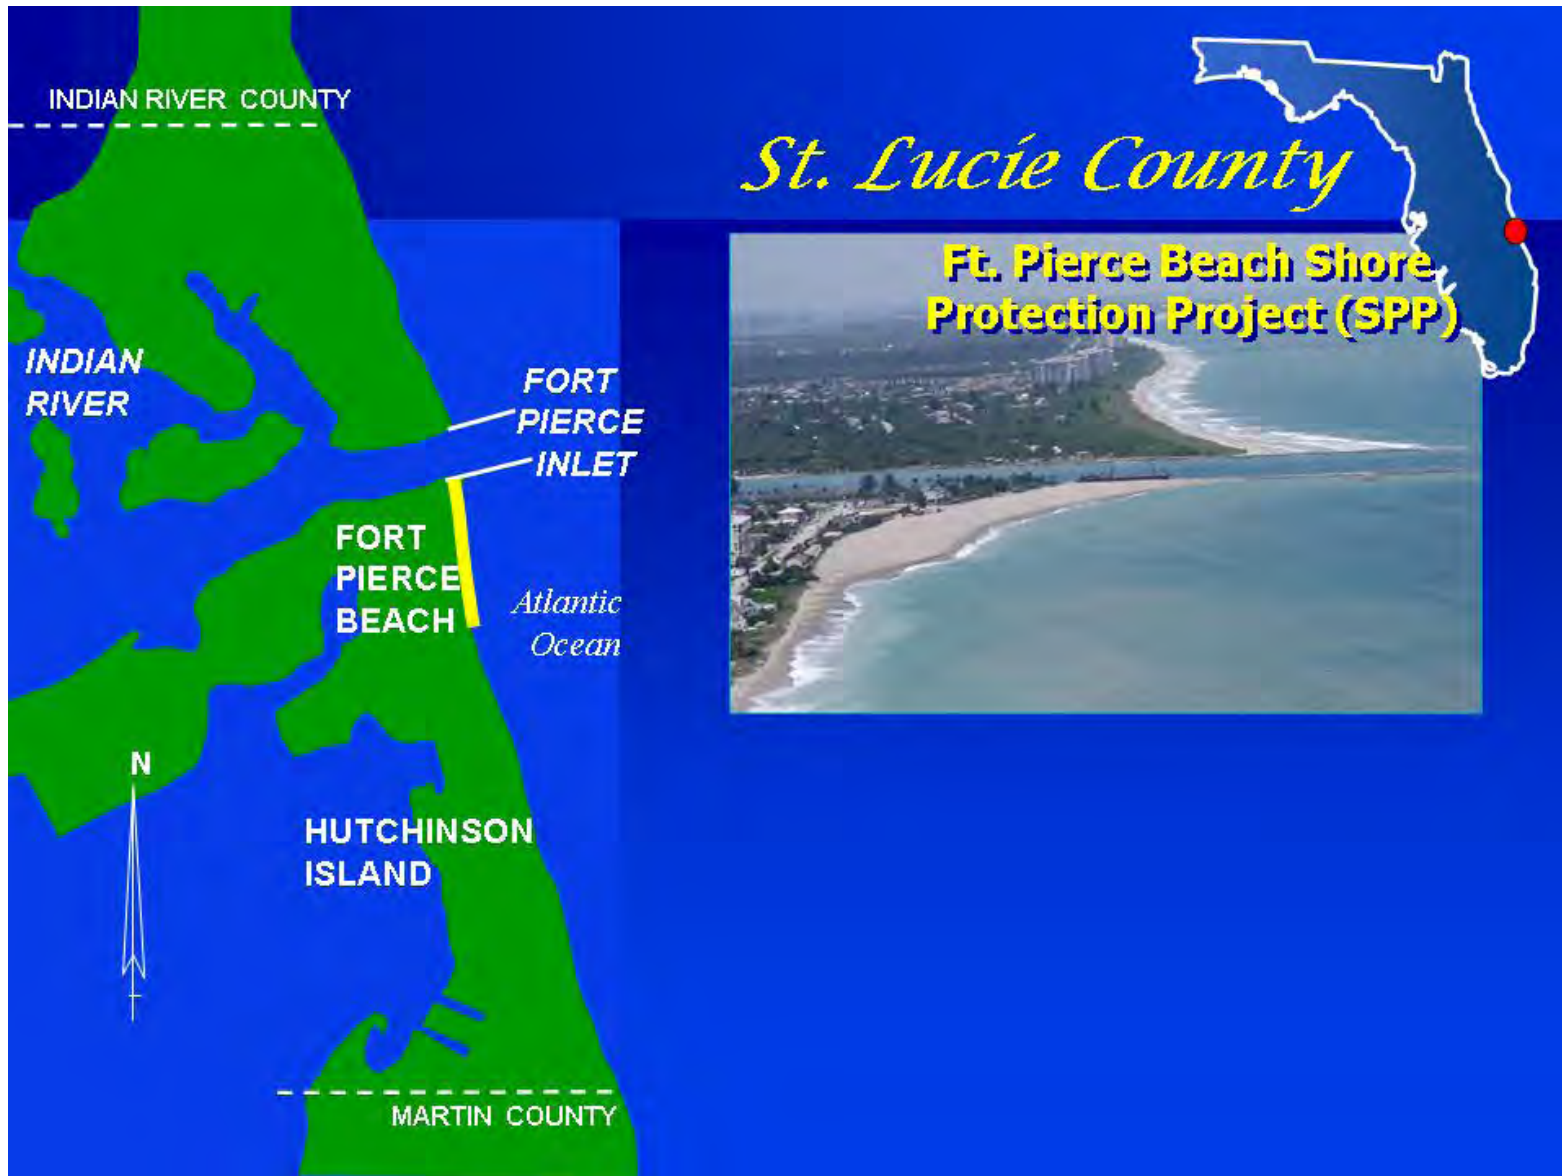 INDIAN RIVER COUNTY
St. Lucie County
Ft. Pierce Beach Shore
Protection Project (SPP)
INDIAN
RIVER
FORT
PIERCE
INLET
FORT
PIERCE
BEACH
Atlantic
Ocean
N
HUTCHINSON
ISLAND
MARTIN COUNTY